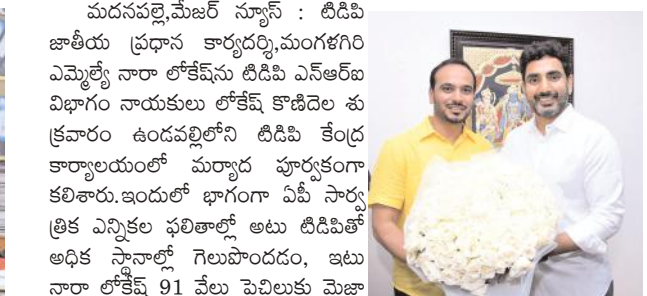 మదనపల్లె,మేజర్ న్యూస్ : టిడిపి
జాతీయ ప్రధాన కార్యదర్శి,మంగళగిరి
ఎమ్మెల్యే నారా లోకేష్‌ను టిడిపి ఎన్ఆర్ఐ
విభాగం నాయకులు లోకేష్ కొణిదెల శు
క్రవారం ఉండవల్లిలోని టిడిపి కేంద్ర
కార్యాలయంలో మర్యాద పూర్వకంగా
కలిశారు.ఇందులో భాగంగా ఏపీ సార్వ
త్రిక ఎన్నికల ఫలితాల్లో అటు టిడిపితో
అధిక స్థానాల్లో గెలుపొందడం, ఇటు
నారా లోకేష్ 91 వేలు పైచిలుకు మెజా